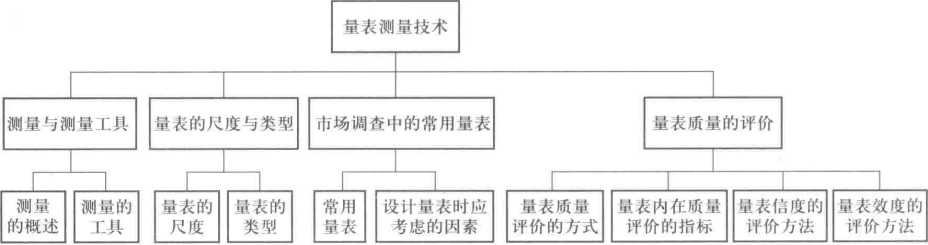 量表测量技术
测量与测量工具
量表的尺度与类型
市场调查中的常用量表
量表质量的评价
测量
的概述
测量的
工具
量表的
尺度
量表的
类型
常用
量表
设计量表时应
考虑的因素
量表质量
评价的方式
量表内在质量
评价的指标
量表信度的
评价方法
量表效度的
评价方法